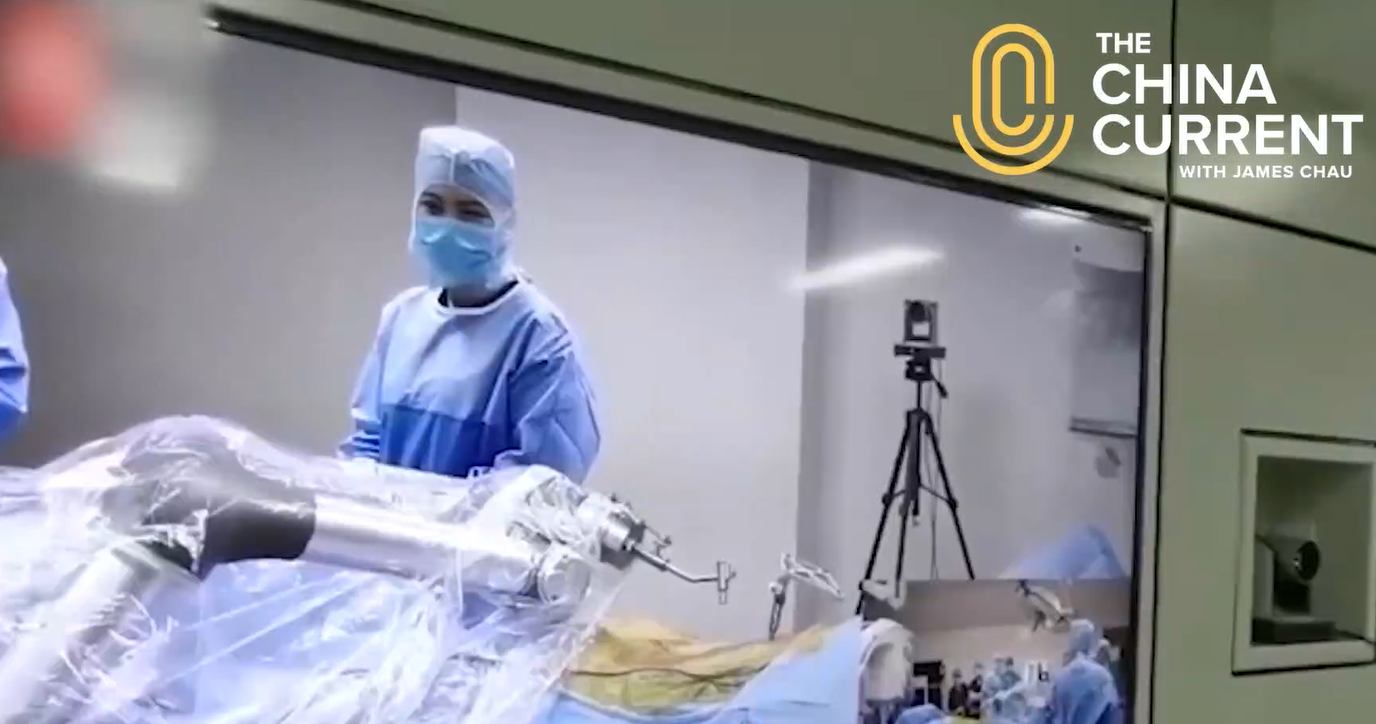 THE
CHINA
CURRENT
WITH JAMES CHAU